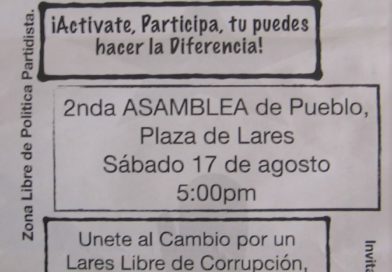 ¡Activate, Participa, tu puedes
hacer la Diferencia!
Zona Libre de Política Partidista.
2nda ASAMBLEA de Pueblo,
Plaza de Lares
Sábado 17 de agosto
5:00pm
Unete al Cambio por un
Lares Libre de Corrupción,